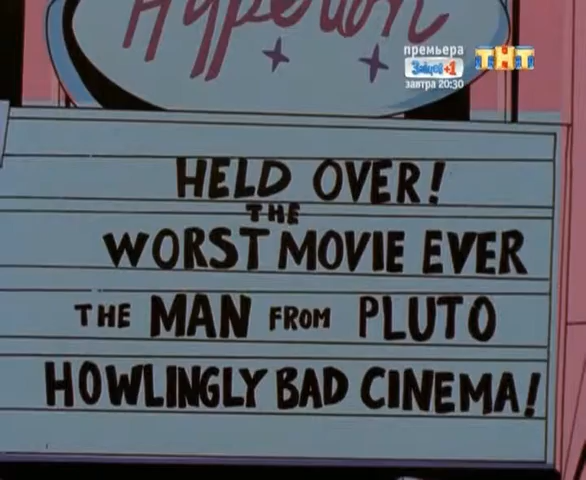 Hyperion
премьера
ТНТ
Зайцев+1
завтра 20:30
HELD OVER!
THE
WORST MOVIE EVER
THE MAN FROM PLUTO
HOWLINGLY BAD CINEMA!